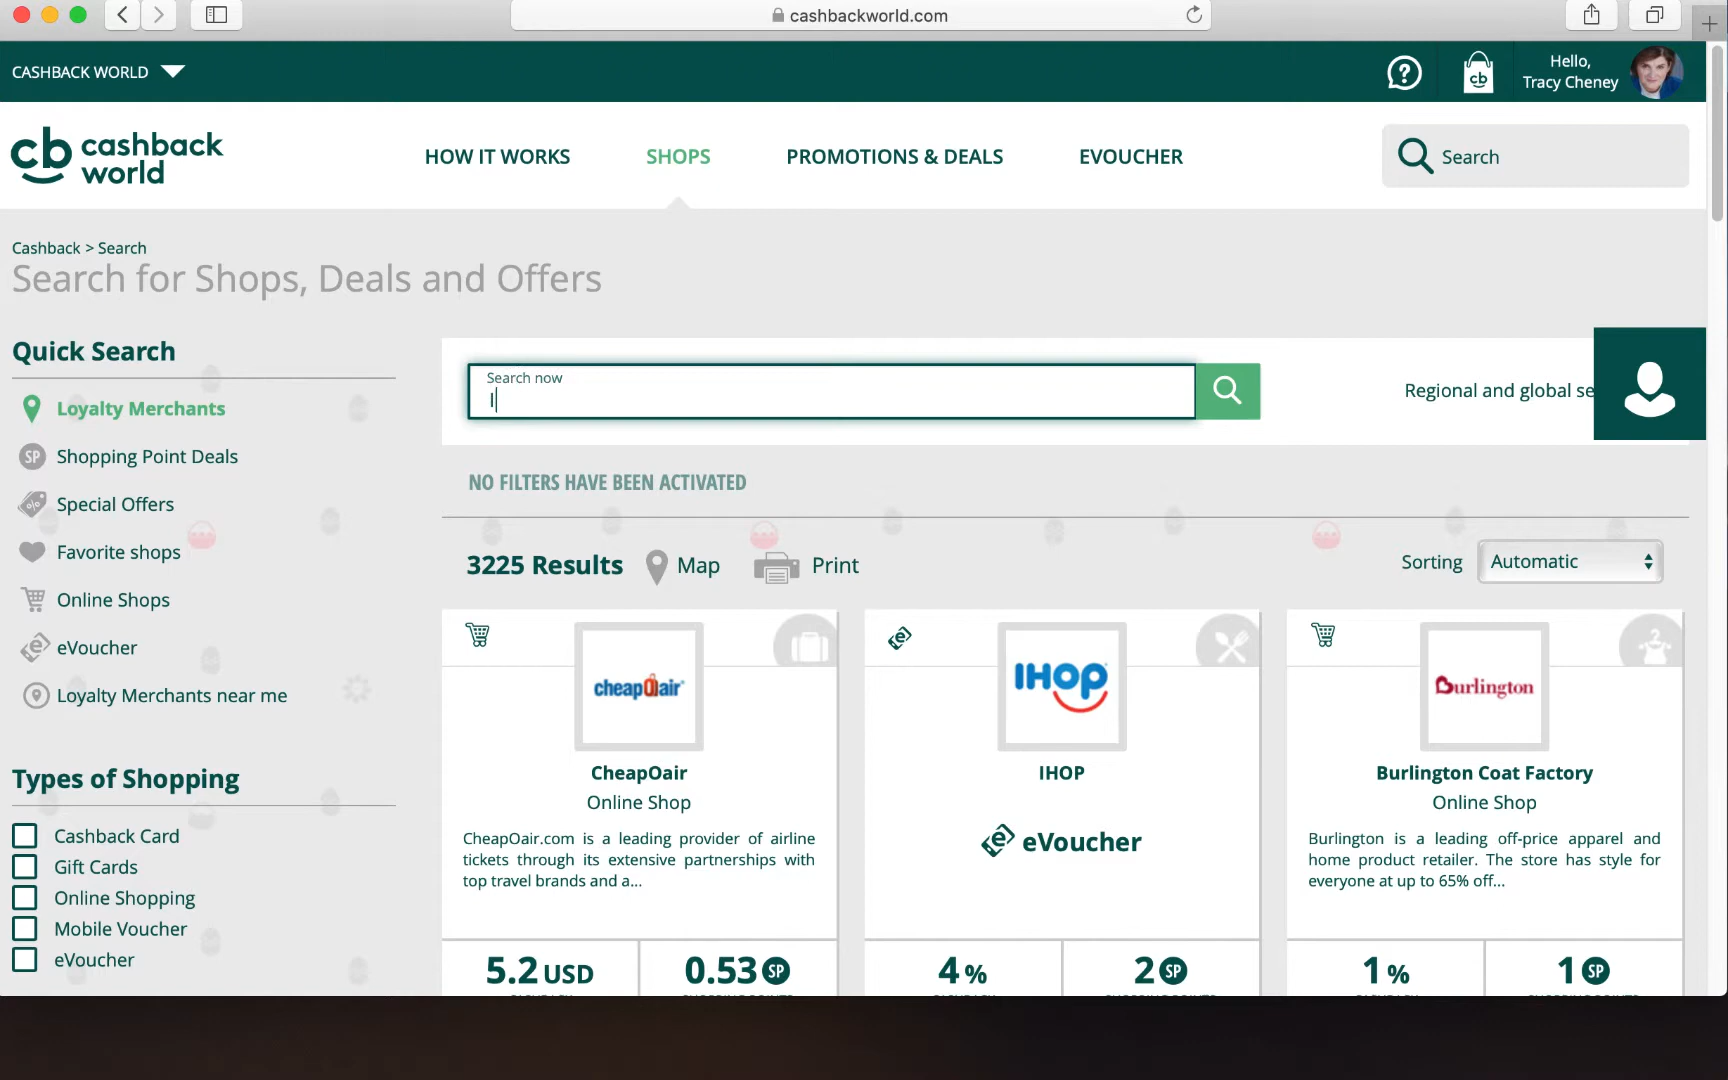 cashbackworld.com
CASHBACK WORLD
?
cb
Hello,
Tracy Cheney
cb cashback
world
HOW IT WORKS
SHOPS
PROMOTIONS & DEALS
EVOUCHER
Search
Cashback > Search
Search for Shops, Deals and Offers
Quick Search
Loyalty Merchants
SP Shopping Point Deals
Special Offers
Favorite shops
Online Shops
eVoucher
Loyalty Merchants near me
Types of Shopping
Cashback Card
Gift Cards
Online Shopping
Mobile Voucher
eVoucher
Search now
I
Regional and global se
NO FILTERS HAVE BEEN ACTIVATED
3225 Results
Map
Print
Sorting
Automatic
cheapOair
CheapOair
Online Shop
CheapOair.com is a leading provider of airline
tickets through its extensive partnerships with
top travel brands and a...
5.2 USD
0.53 SP
IHOP
IHOP
eVoucher
4 %
2 SP
Burlington
Burlington Coat Factory
Online Shop
Burlington is a leading off-price apparel and
home product retailer. The store has style for
everyone at up to 65% off...
1 %
1 SP